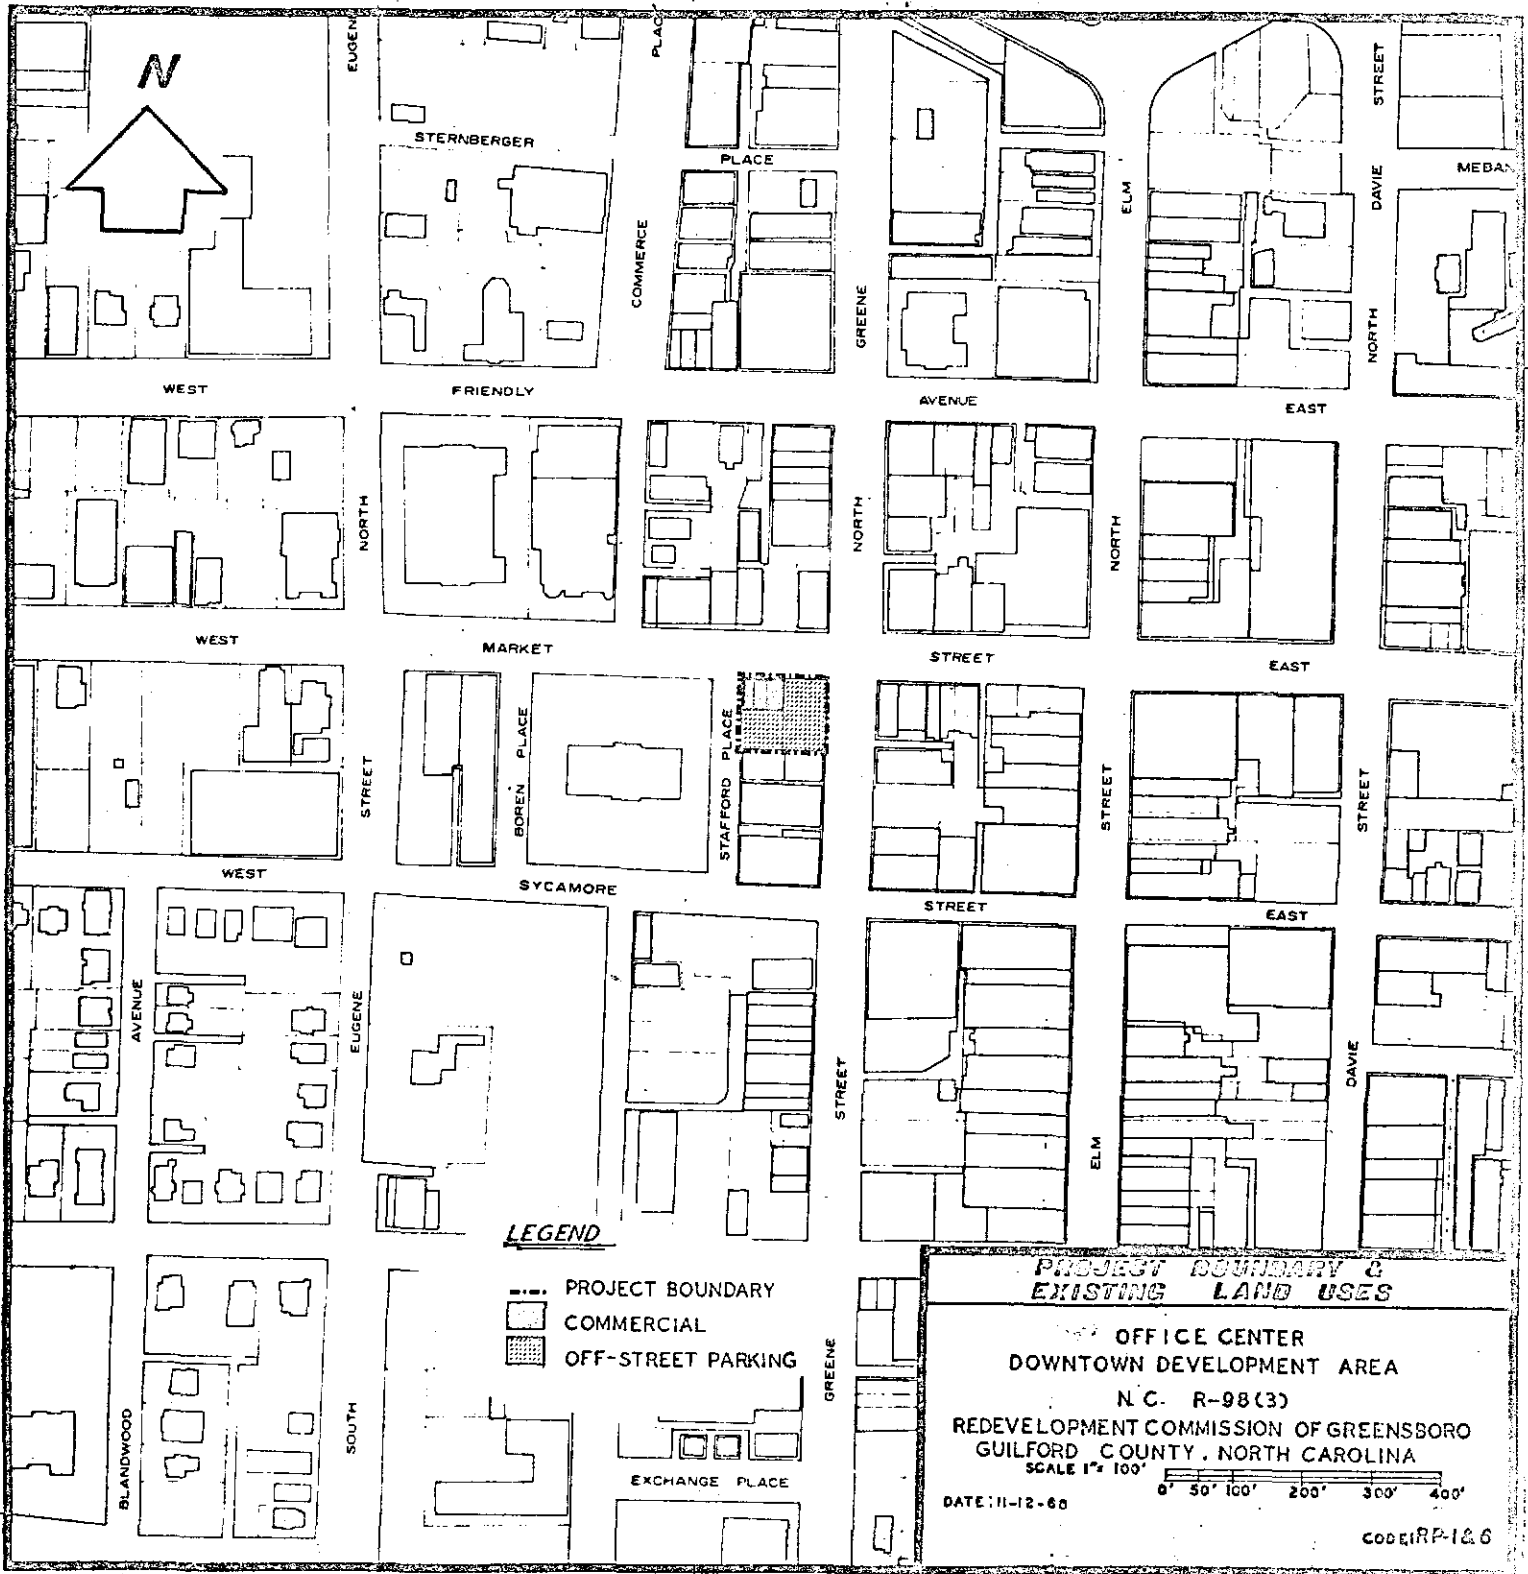 N
EUGEN
PLAC
STREET
STERNBERGER
PLACE
MEBAN
ELM
DAVIE
COMMERCE
GREENE
NORTH
WEST
FRIENDLY
AVENUE
EAST
NORTH
NORTH
NORTH
WEST
MARKET
STREET
EAST
STREET
BOREN PLACE
STAFFORD PLACE
STREET
STREET
WEST
SYCAMORE
STREET
EAST
AVENUE
EUGENE
STREET
ELM
DAVIE
LEGEND
PROJECT BOUNDARY
COMMERCIAL
OFF-STREET PARKING
BLANDWOOD
SOUTH
GREENE
EXCHANGE PLACE
PROJECT BOUNDARY &
EXISTING LAND USES
OFFICE CENTER
DOWNTOWN DEVELOPMENT AREA
N.C. R-98(3)
REDEVELOPMENT COMMISSION OF GREENSBORO
GUILFORD COUNTY, NORTH CAROLINA
SCALE 1"= 100'
0' 50' 100' 200' 300' 400'
DATE: 11-12-68
CODE: RP-1&6